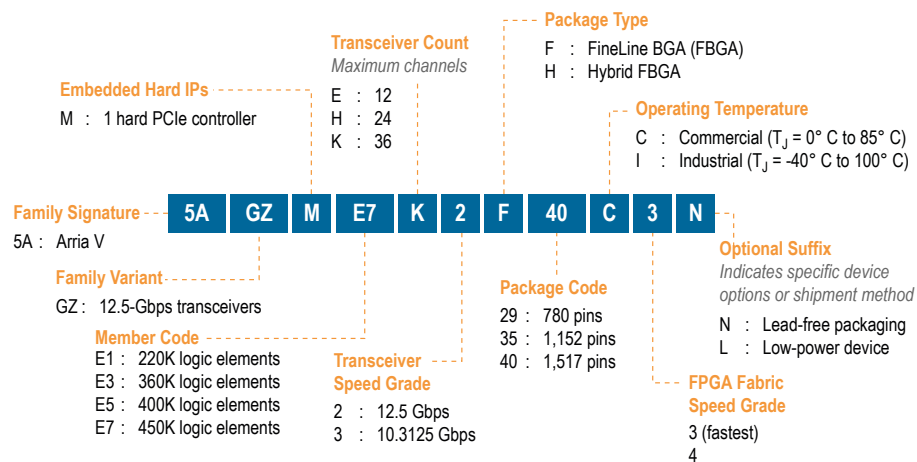 Package Type
F : FineLine BGA (FBGA)
H : Hybrid FBGA
Transceiver Count
Maximum channels
E : 12
H : 24
K : 36
Embedded Hard IPs
M : 1 hard PCIe controller
Operating Temperature
C : Commercial (TJ = 0° C to 85° C)
I : Industrial (TJ = -40° C to 100° C)
Family Signature
5A : Arria V
5A GZ M E7 K 2 F 40 C 3 N
Family Variant
GZ : 12.5-Gbps transceivers
Member Code
E1 : 220K logic elements
E3 : 360K logic elements
E5 : 400K logic elements
E7 : 450K logic elements
Transceiver
Speed Grade
2 : 12.5 Gbps
3 : 10.3125 Gbps
Package Code
29 : 780 pins
35 : 1,152 pins
40 : 1,517 pins
Optional Suffix
Indicates specific device
options or shipment method
N : Lead-free packaging
L : Low-power device
FPGA Fabric
Speed Grade
3 (fastest)
4